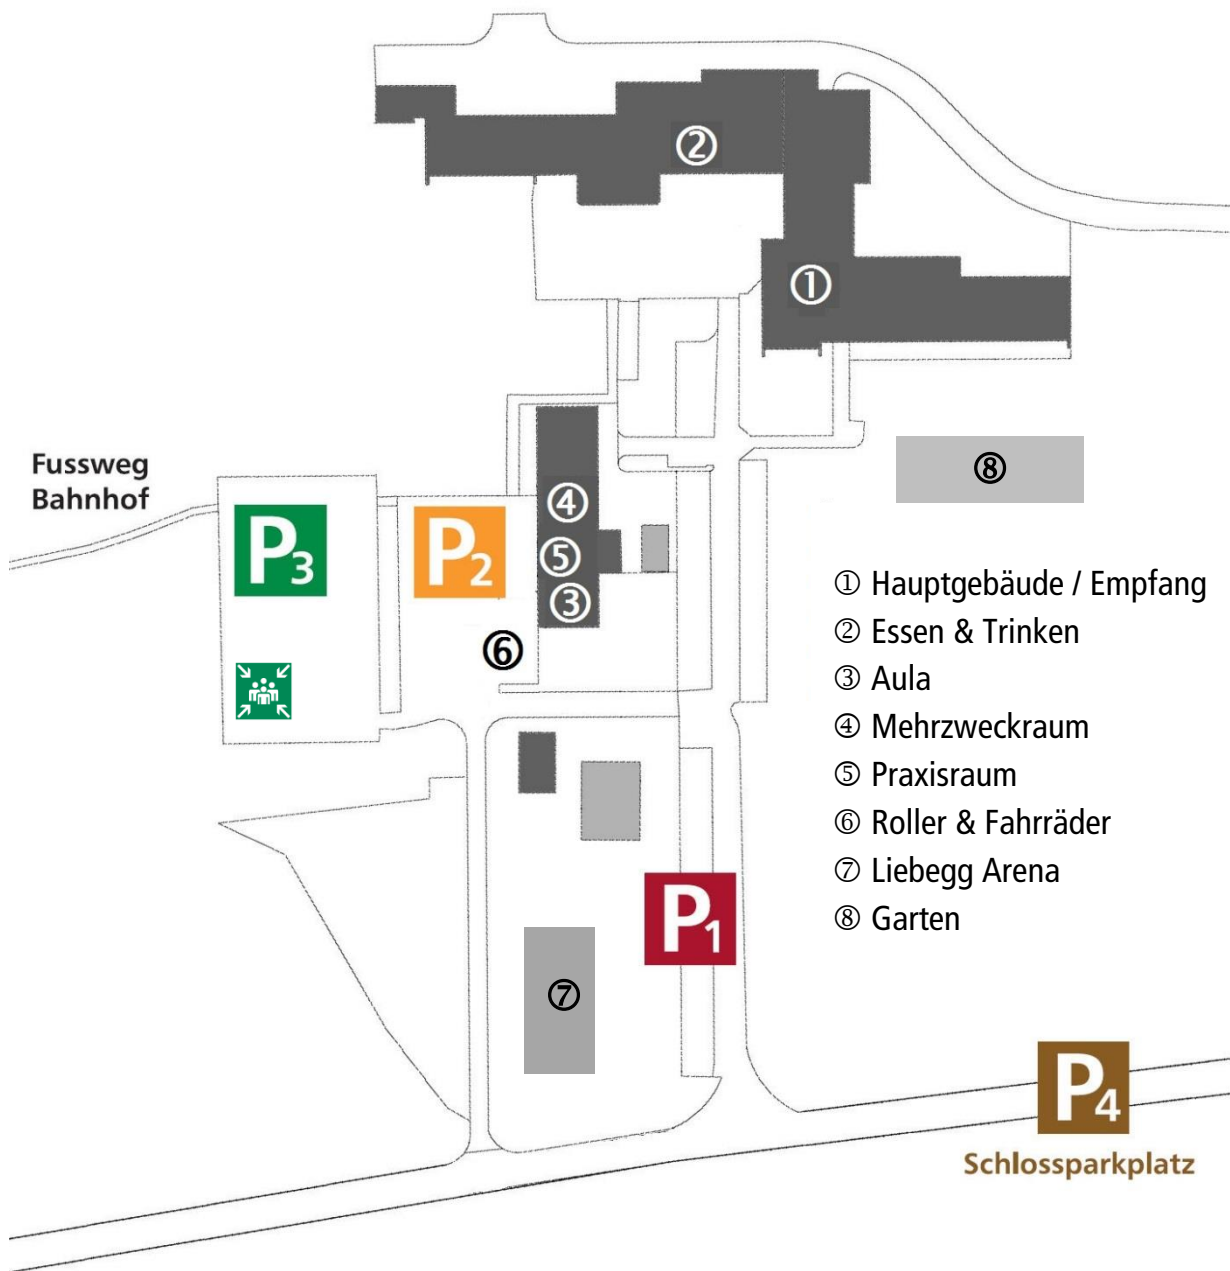 ②
①
Fussweg
Bahnhof
⑧
④
P3
P2
⑤
③
⑥
① Hauptgebäude / Empfang
② Essen & Trinken
③ Aula
④ Mehrzweckraum
⑤ Praxisraum
⑥ Roller & Fahrräder
⑦ Liebegg Arena
⑧ Garten
P1
⑦
P4
Schlossparkplatz